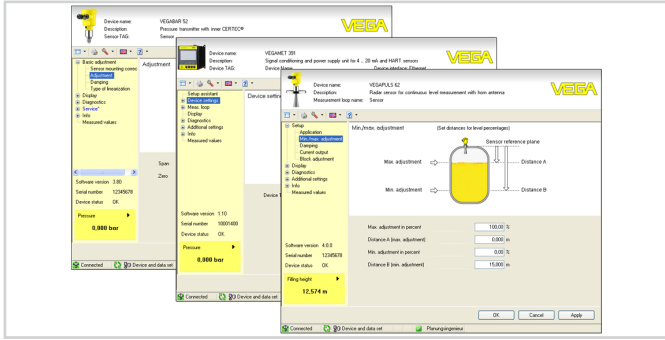 Device name: VEGABAR 52
Description: Pressure transmitter with inner CERTEC®
Sensor TAG: Sensor
VEGA
Basic adjustment
Sensor mounting correc
Adjustment
Damping
Type of linearization
Display
Diagnostics
Service
Info
Measured values
Adjustment
Span
Zero
Software version 3.80
Serial number 12345678
Device status OK
Pressure
0,000 bar
Connected Device and data set
Device name: VEGAMET 391
Description: Signal conditioning and power supply unit for 4 .. 20 mA and HART sensors
Device TAG: Device Name Device interface: Ethernet
VEGA
Setup assistant
Device settings
Meas. loop
Display
Diagnostics
Additional settings
Info
Measured values
Device settin
Device T
Software version 1.10
Serial number 10001400
Device status OK
Pressure
0,000 bar
Connected Device and data set
Device name: VEGAPULS 62
Description: Radar sensor for continuous level measurement with horn antenna
Measurement loop name: Sensor
VEGA
Setup
Application
Min./max. adjustment
Damping
Current output
Block adjustment
Display
Diagnostics
Additional settings
Info
Measured values
Min./max. adjustment (Set distances for level percentages)
Sensor reference plane
Max. adjustment Distance A
Min. adjustment Distance B
Max. adjustment in percent 100,00 %
Distance A (max. adjustment) 0,000 m
Min. adjustment in percent 0,00 %
Distance B (min. adjustment) 15,000 m
Software version 4.0.0
Serial number 12345678
Device status OK
Filling height
12,574 m
OK Cancel Apply
Connected Device and data set Planungsingenieur